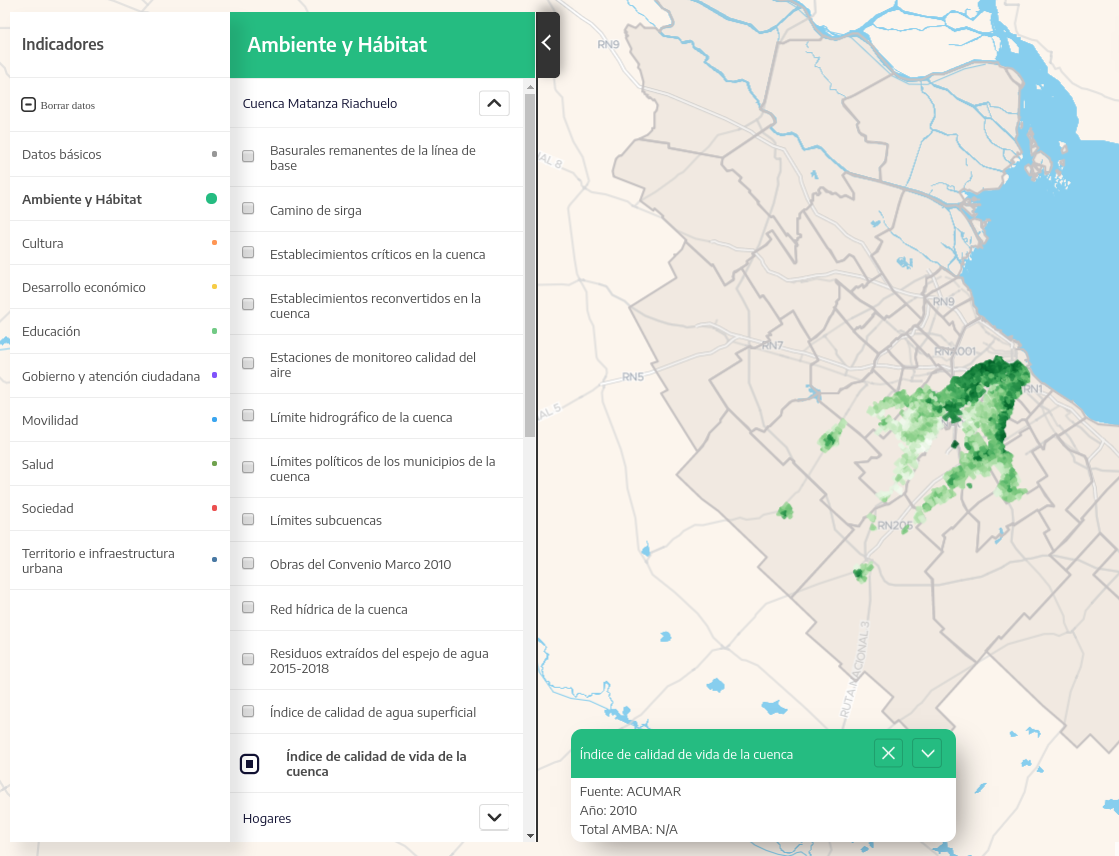 Indicadores
Borrar datos
Datos básicos
Ambiente y Hábitat
Cultura
Desarrollo económico
Educación
Gobierno y atención ciudadana
Movilidad
Salud
Sociedad
Territorio e infraestructura
urbana
Ambiente y Hábitat
Cuenca Matanza Riachuelo
Basurales remanentes de la línea de
base
Camino de sirga
Establecimientos críticos en la cuenca
Establecimientos reconvertidos en la
cuenca
Estaciones de monitoreo calidad del
aire
Límite hidrográfico de la cuenca
Límites políticos de los municipios de la
cuenca
Límites subcuencas
Obras del Convenio Marco 2010
Red hídrica de la cuenca
Residuos extraídos del espejo de agua
2015-2018
Índice de calidad de agua superficial
Índice de calidad de vida de la
cuenca
Hogares
RN9
AL 8
RN9
RN7
RNA001
RN5
RN1
AL 5
RN205
RUTA NACIONAL 3
Índice de calidad de vida de la cuenca
Fuente: ACUMAR
Año: 2010
Total AMBA: N/A